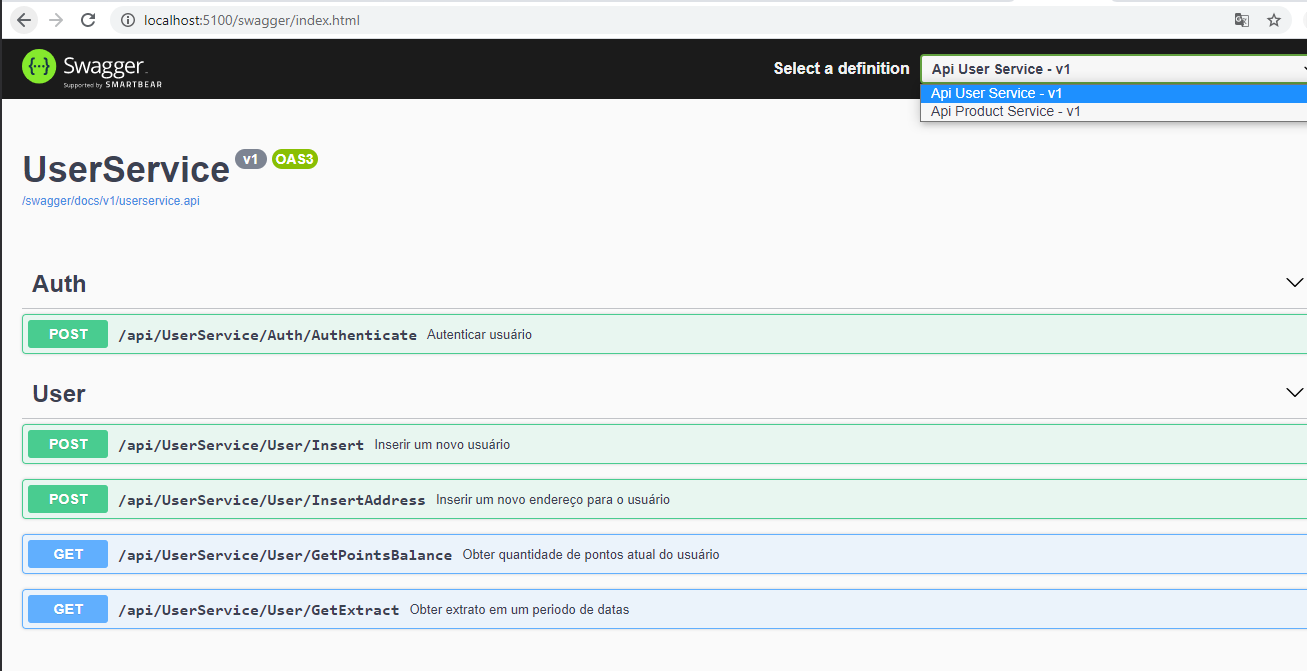 localhost:5100/swagger/index.html
Swagger
Supported by SMARTBEAR
Select a definition
Api User Service - v1
Api User Service - v1
Api Product Service - v1
UserService v1 OAS3
/swagger/docs/v1/userservice.api
Auth
POST /api/UserService/Auth/Authenticate Autenticar usuário
User
POST /api/UserService/User/Insert Inserir um novo usuário
POST /api/UserService/User/InsertAddress Inserir um novo endereço para o usuário
GET /api/UserService/User/GetPointsBalance Obter quantidade de pontos atual do usuário
GET /api/UserService/User/GetExtract Obter extrato em um periodo de datas